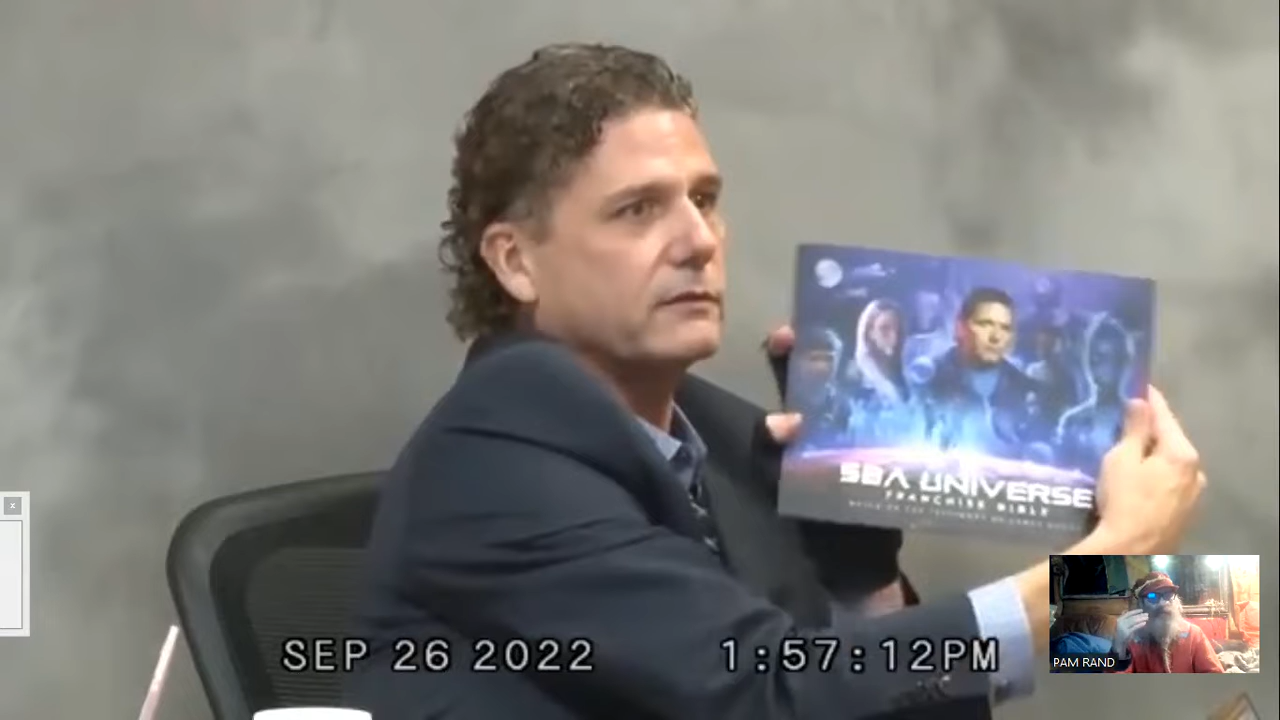 SBA UNIVERSE
FRANCHISE BIBLE
SEP 26 2022 1:57:12PM
PAM RAND
x